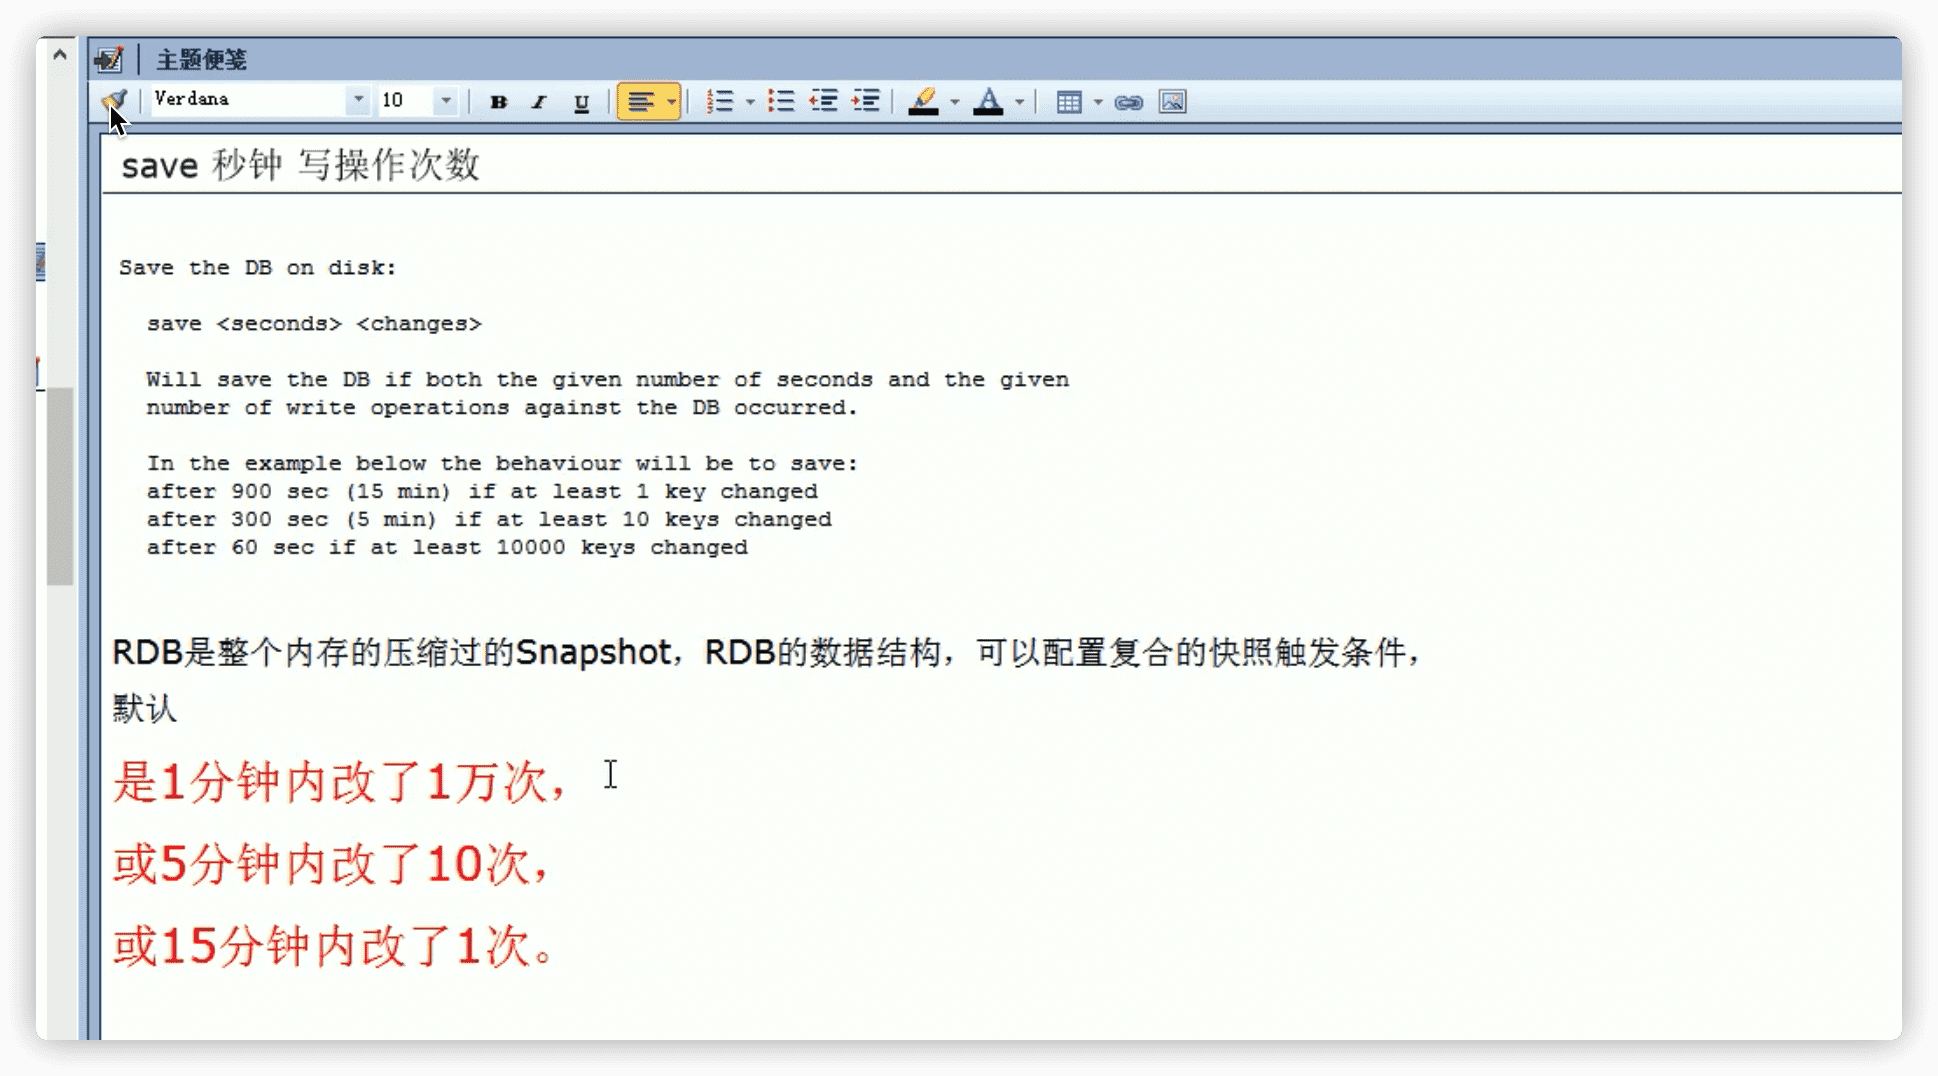 主题便笺
Verdana 10 B I U A
save 秒钟 写操作次数
Save the DB on disk:
save <seconds> <changes>
Will save the DB if both the given number of seconds and the given
number of write operations against the DB occurred.
In the example below the behaviour will be to save:
after 900 sec (15 min) if at least 1 key changed
after 300 sec (5 min) if at least 10 keys changed
after 60 sec if at least 10000 keys changed
RDB是整个内存的压缩过的Snapshot，RDB的数据结构，可以配置复合的快照触发条件，
默认
是1分钟内改了1万次，
或5分钟内改了10次，
或15分钟内改了1次。